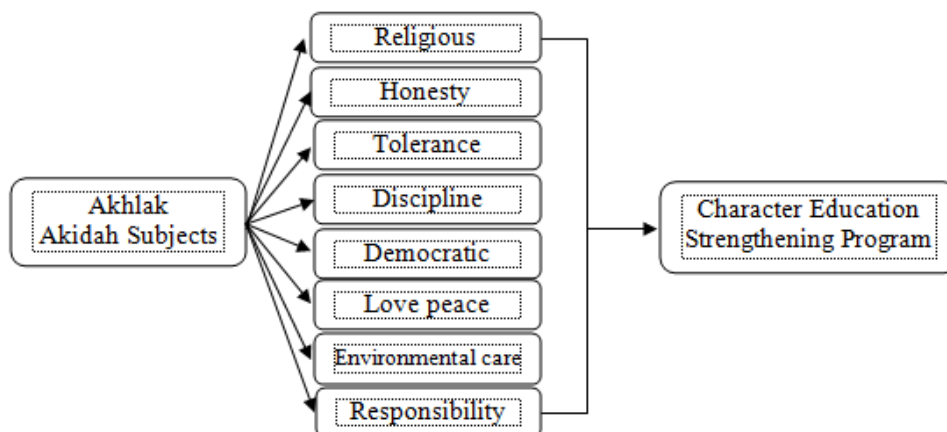 Akhlak
Akidah Subjects
Religious
Honesty
Tolerance
Discipline
Democratic
Love peace
Environmental care
Responsibility
Character Education
Strengthening Program